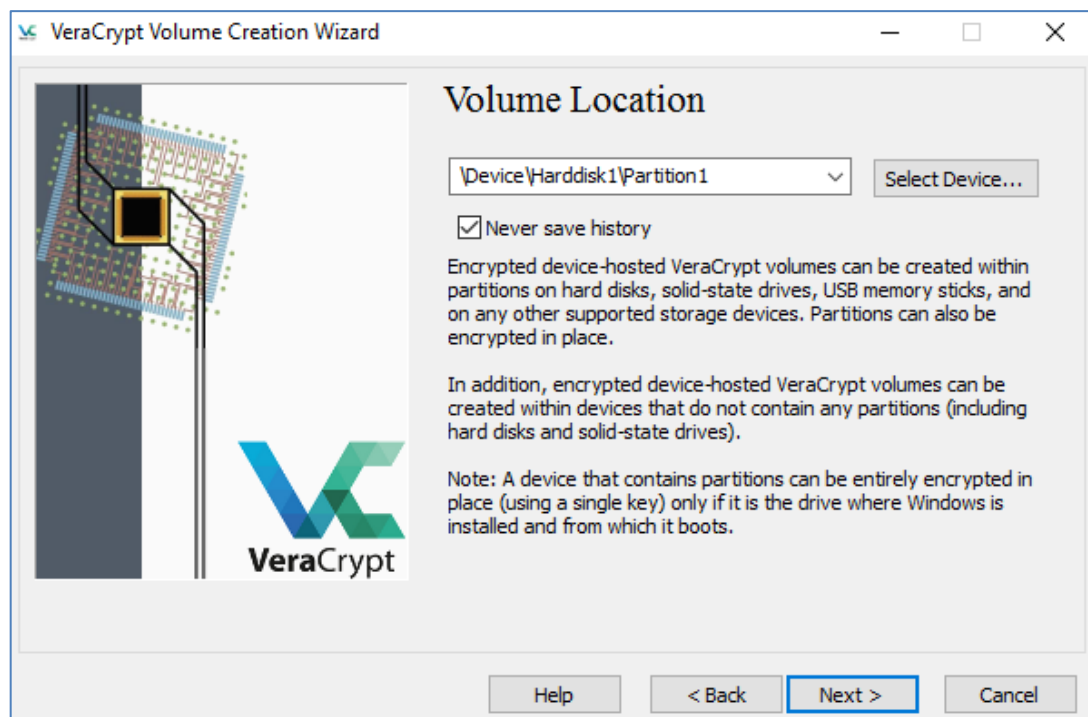 VeraCrypt Volume Creation Wizard
Volume Location
\Device\Harddisk1\Partition1
Select Device...
Never save history
Encrypted device-hosted VeraCrypt volumes can be created within
partitions on hard disks, solid-state drives, USB memory sticks, and
on any other supported storage devices. Partitions can also be
encrypted in place.
In addition, encrypted device-hosted VeraCrypt volumes can be
created within devices that do not contain any partitions (including
hard disks and solid-state drives).
Note: A device that contains partitions can be entirely encrypted in
place (using a single key) only if it is the drive where Windows is
installed and from which it boots.
VeraCrypt
Help
< Back
Next >
Cancel